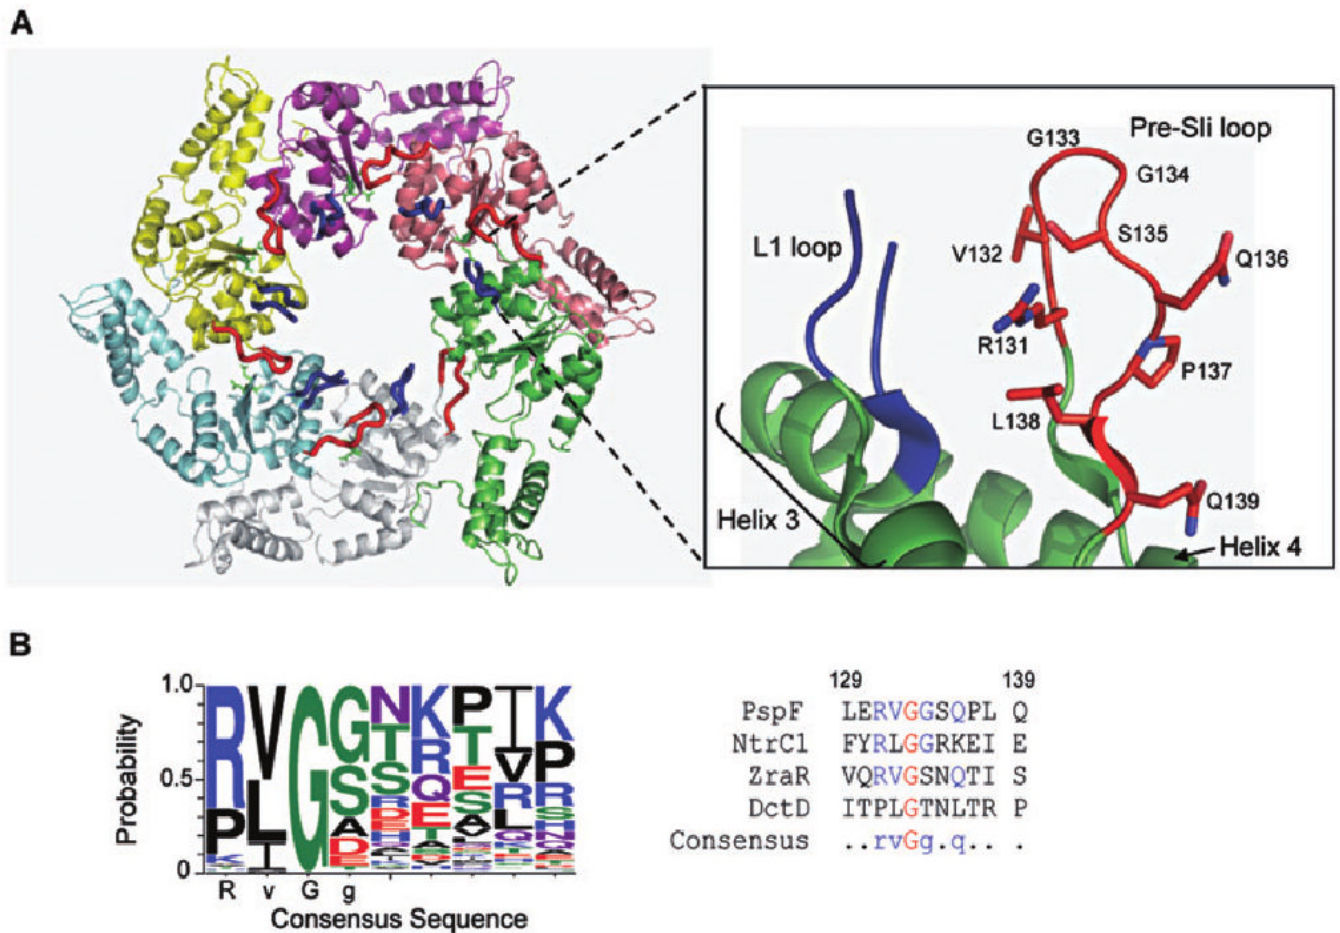 A
Pre-Sli loop
G133
G134
L1 loop
V132
S135
Q136
R131
P137
L138
Q139
Helix 3
Helix 4
B
1.0
0.5
0
Probability
R V G G N K P I K
P L S T R T V P
I A S Q E R R
D E S L S
E T A
R v G g
Consensus Sequence
129 139
PspF LERVGGSQPL Q
NtrC1 FYRLGGRKEI E
ZraR VQRVGSNQTI S
DctD ITPLGTNLTR P
Consensus ..rvGg.q.. .